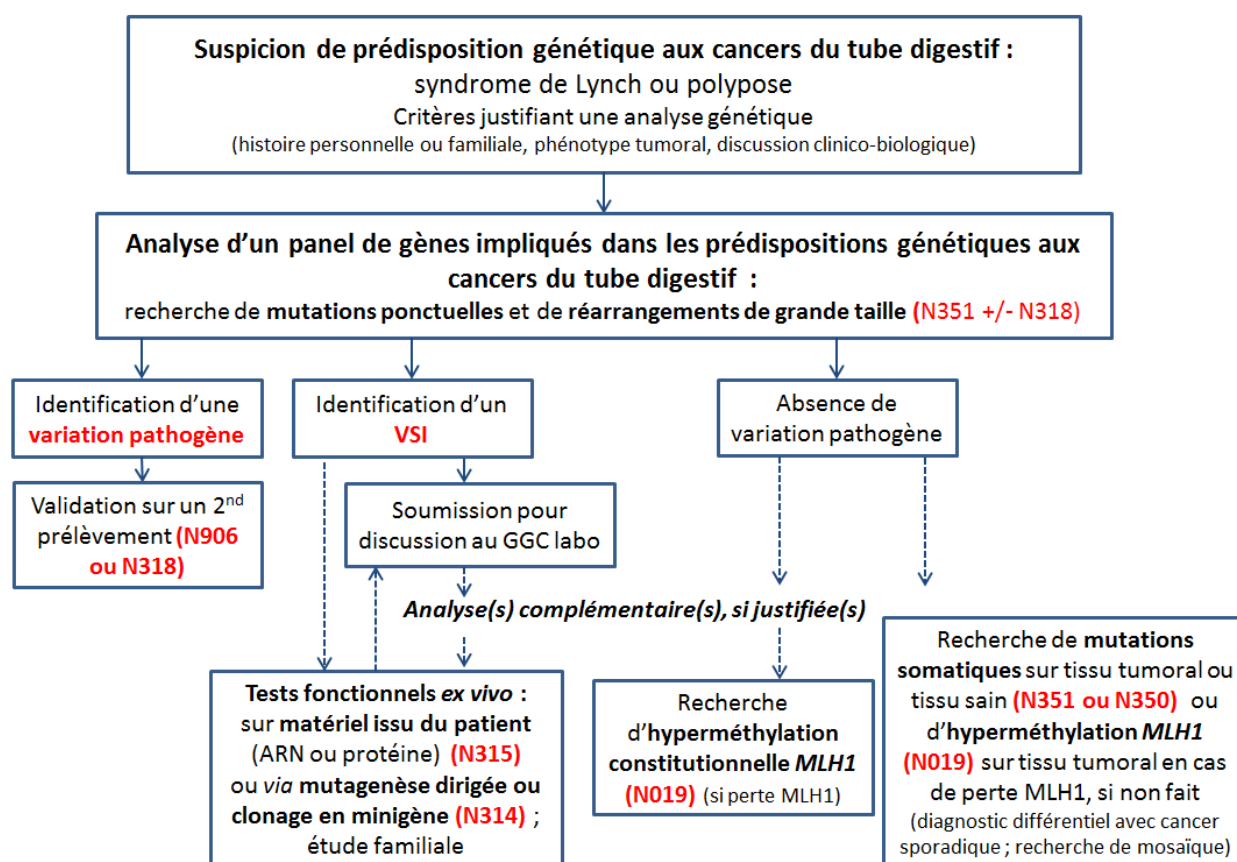 Suspicion de prédisposition génétique aux cancers du tube digestif :
syndrome de Lynch ou polypose
Critères justifiant une analyse génétique
(histoire personnelle ou familiale, phénotype tumoral, discussion clinico-biologique)
Analyse d'un panel de gènes impliqués dans les prédispositions génétiques aux
cancers du tube digestif :
recherche de mutations ponctuelles et de réarrangements de grande taille (N351 +/- N318)
Identification d'une
variation pathogène
Identification d'un
VSI
Absence de
variation pathogène
Validation sur un 2nd
prélèvement (N906
ou N318)
Soumission pour
discussion au GGC labo
Analyse(s) complémentaire(s), si justifiée(s)
Tests fonctionnels ex vivo :
sur matériel issu du patient
(ARN ou protéine) (N315)
ou via mutagenèse dirigée ou
clonage en minigène (N314) ;
étude familiale
Recherche
d'hyperméthylation
constitutionnelle MLH1
(N019) (si perte MLH1)
Recherche de mutations
somatiques sur tissu tumoral ou
tissu sain (N351 ou N350) ou
d'hyperméthylation MLH1
(N019) sur tissu tumoral en cas
de perte MLH1, si non fait
(diagnostic différentiel avec cancer
sporadique ; recherche de mosaïque)